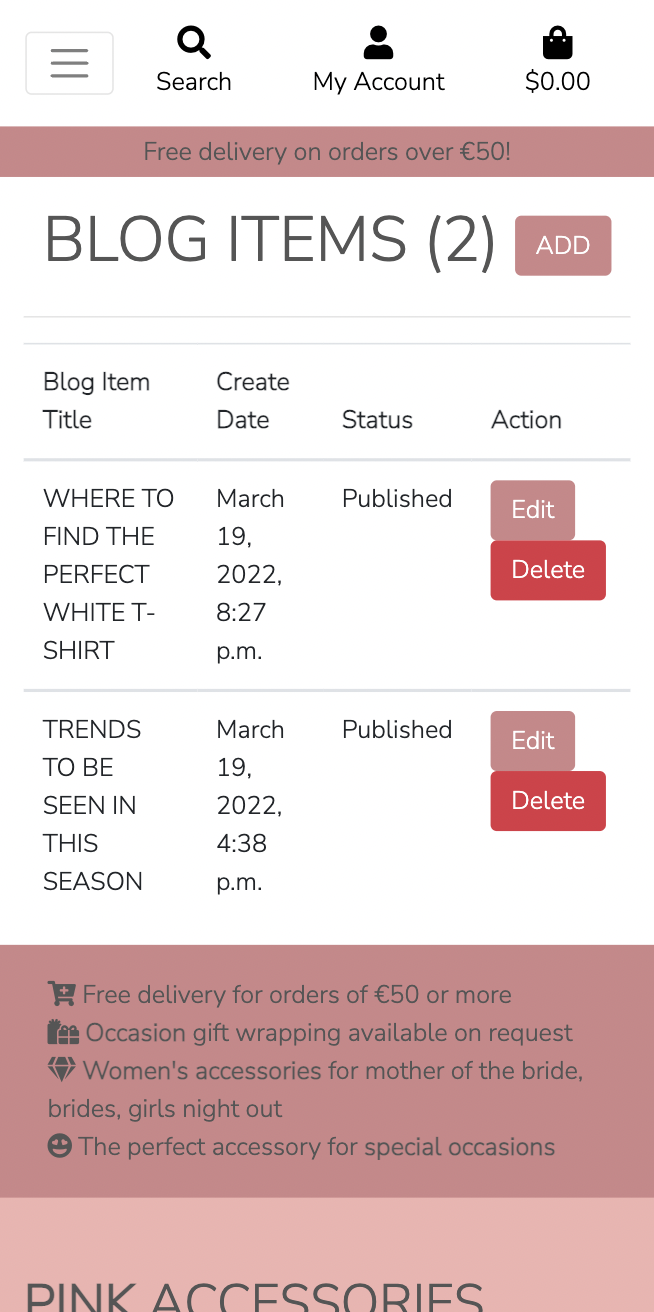 Search
My Account
$0.00
Free delivery on orders over €50!
BLOG ITEMS (2)
ADD
Blog Item
Title
Create
Date
Status
Action
WHERE TO
FIND THE
PERFECT
WHITE T-
SHIRT
March
19,
2022,
8:27
p.m.
Published
Edit
Delete
TRENDS
TO BE
SEEN IN
THIS
SEASON
March
19,
2022,
4:38
p.m.
Published
Edit
Delete
Free delivery for orders of €50 or more
Occasion gift wrapping available on request
Women's accessories for mother of the bride,
brides, girls night out
The perfect accessory for special occasions
PINK ACCESSORIES